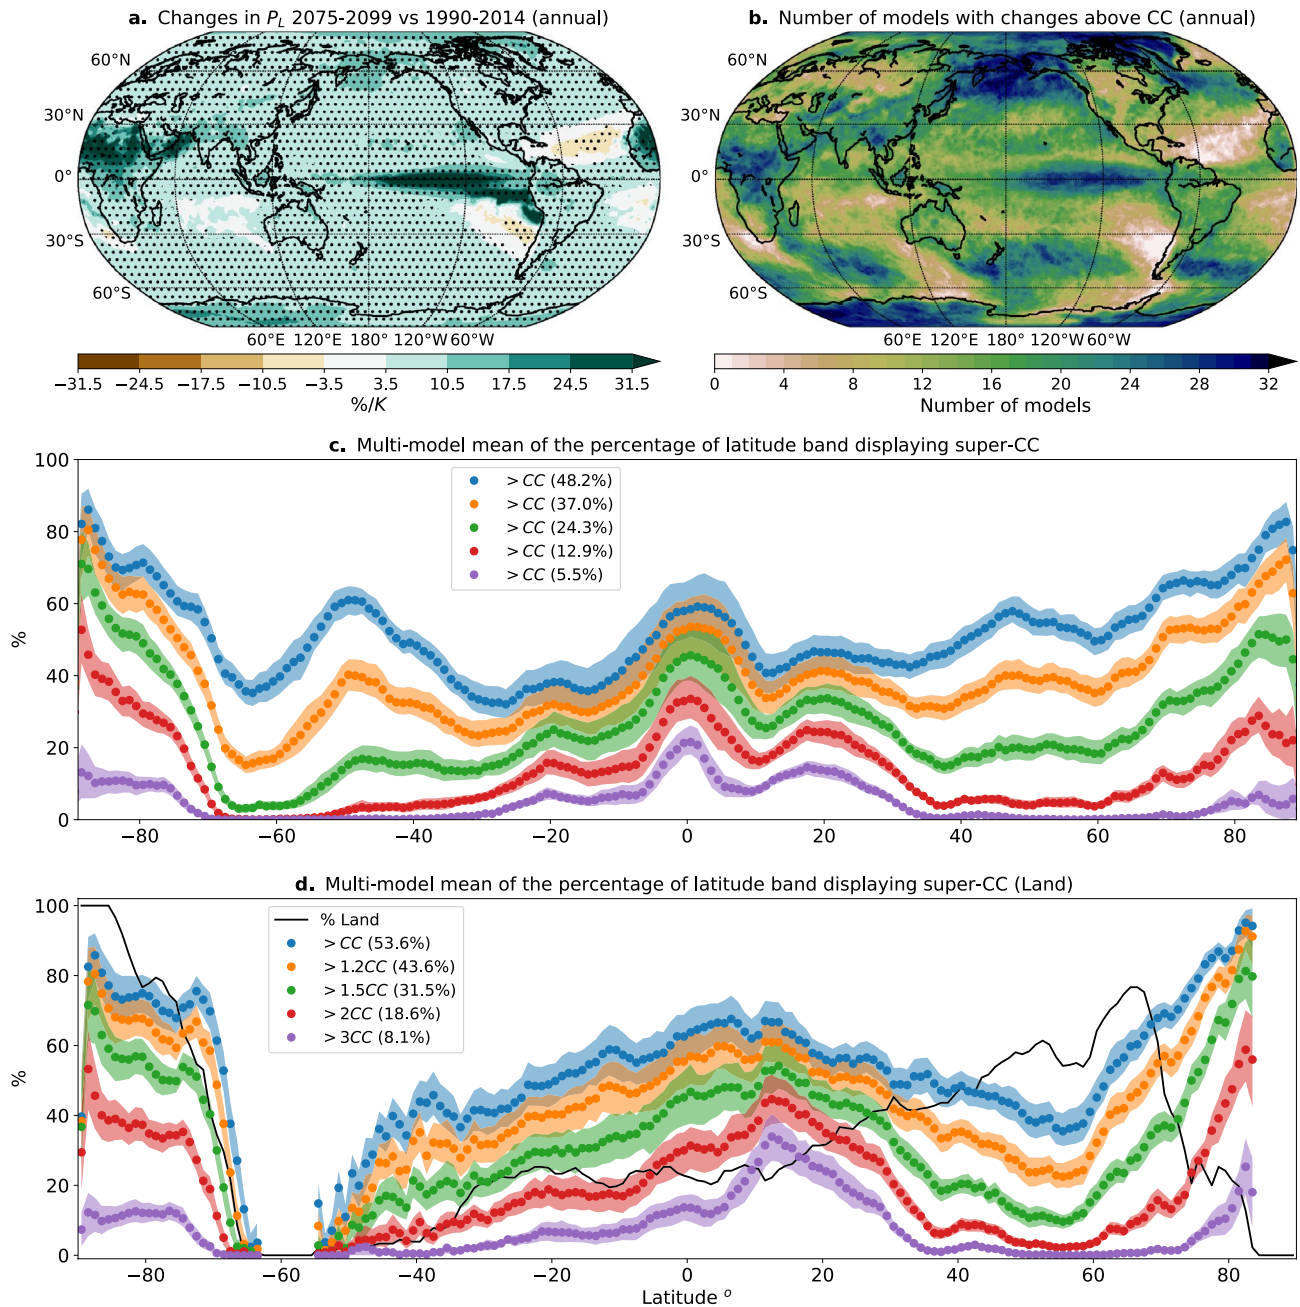 a. Changes in P_L 2075-2099 vs 1990-2014 (annual)
60°N
30°N
0°
30°S
60°S
60°E 120°E 180° 120°W 60°W
−31.5 −24.5 −17.5 −10.5 −3.5 3.5 10.5 17.5 24.5 31.5
%/K
b. Number of models with changes above CC (annual)
60°N
30°N
0°
30°S
60°S
60°E 120°E 180° 120°W 60°W
0 4 8 12 16 20 24 28 32
Number of models
c. Multi-model mean of the percentage of latitude band displaying super-CC
100
80
60
40
20
0
%
> CC (48.2%)
> CC (37.0%)
> CC (24.3%)
> CC (12.9%)
> CC (5.5%)
−80 −60 −40 −20 0 20 40 60 80
d. Multi-model mean of the percentage of latitude band displaying super-CC (Land)
100
80
60
40
20
0
%
% Land
> CC (53.6%)
> 1.2CC (43.6%)
> 1.5CC (31.5%)
> 2CC (18.6%)
> 3CC (8.1%)
−80 −60 −40 −20 0 20 40 60 80
Latitude °